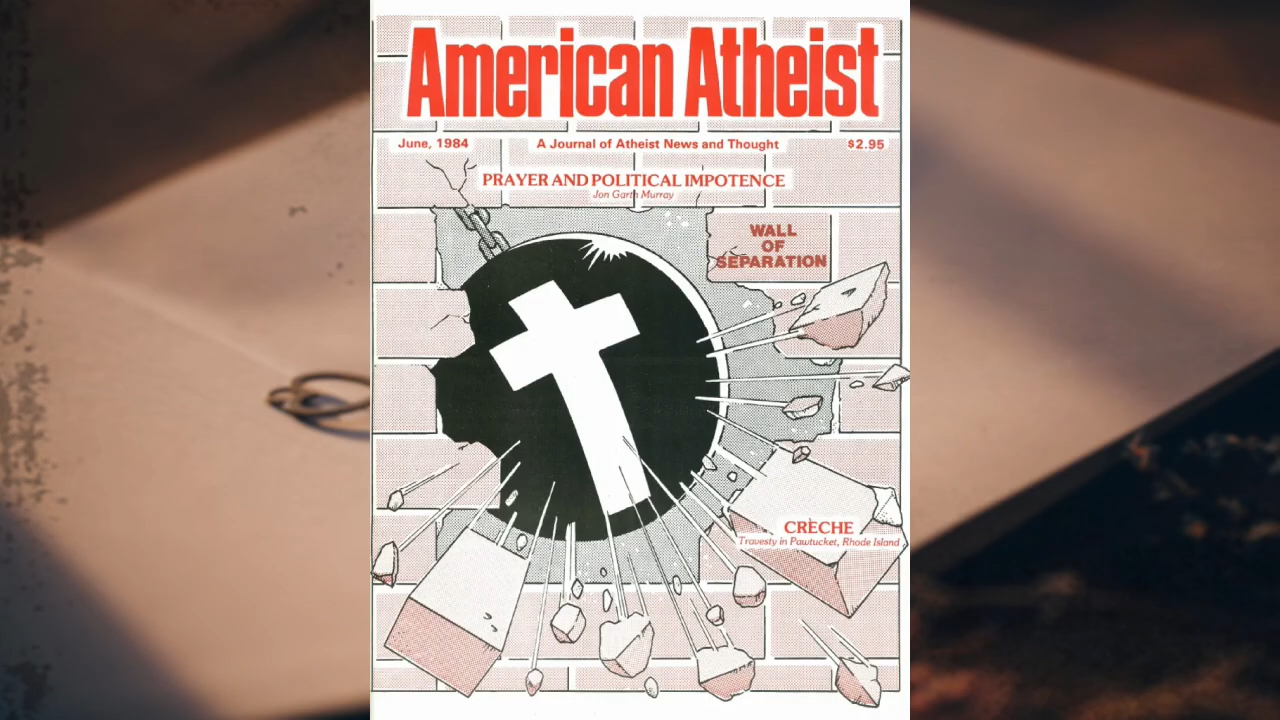 American Atheist
June, 1984 A Journal of Atheist News and Thought $2.95
PRAYER AND POLITICAL IMPOTENCE
Jon Garth Murray
WALL
OF
SEPARATION
CRÈCHE
Travesty in Pawtucket, Rhode Island